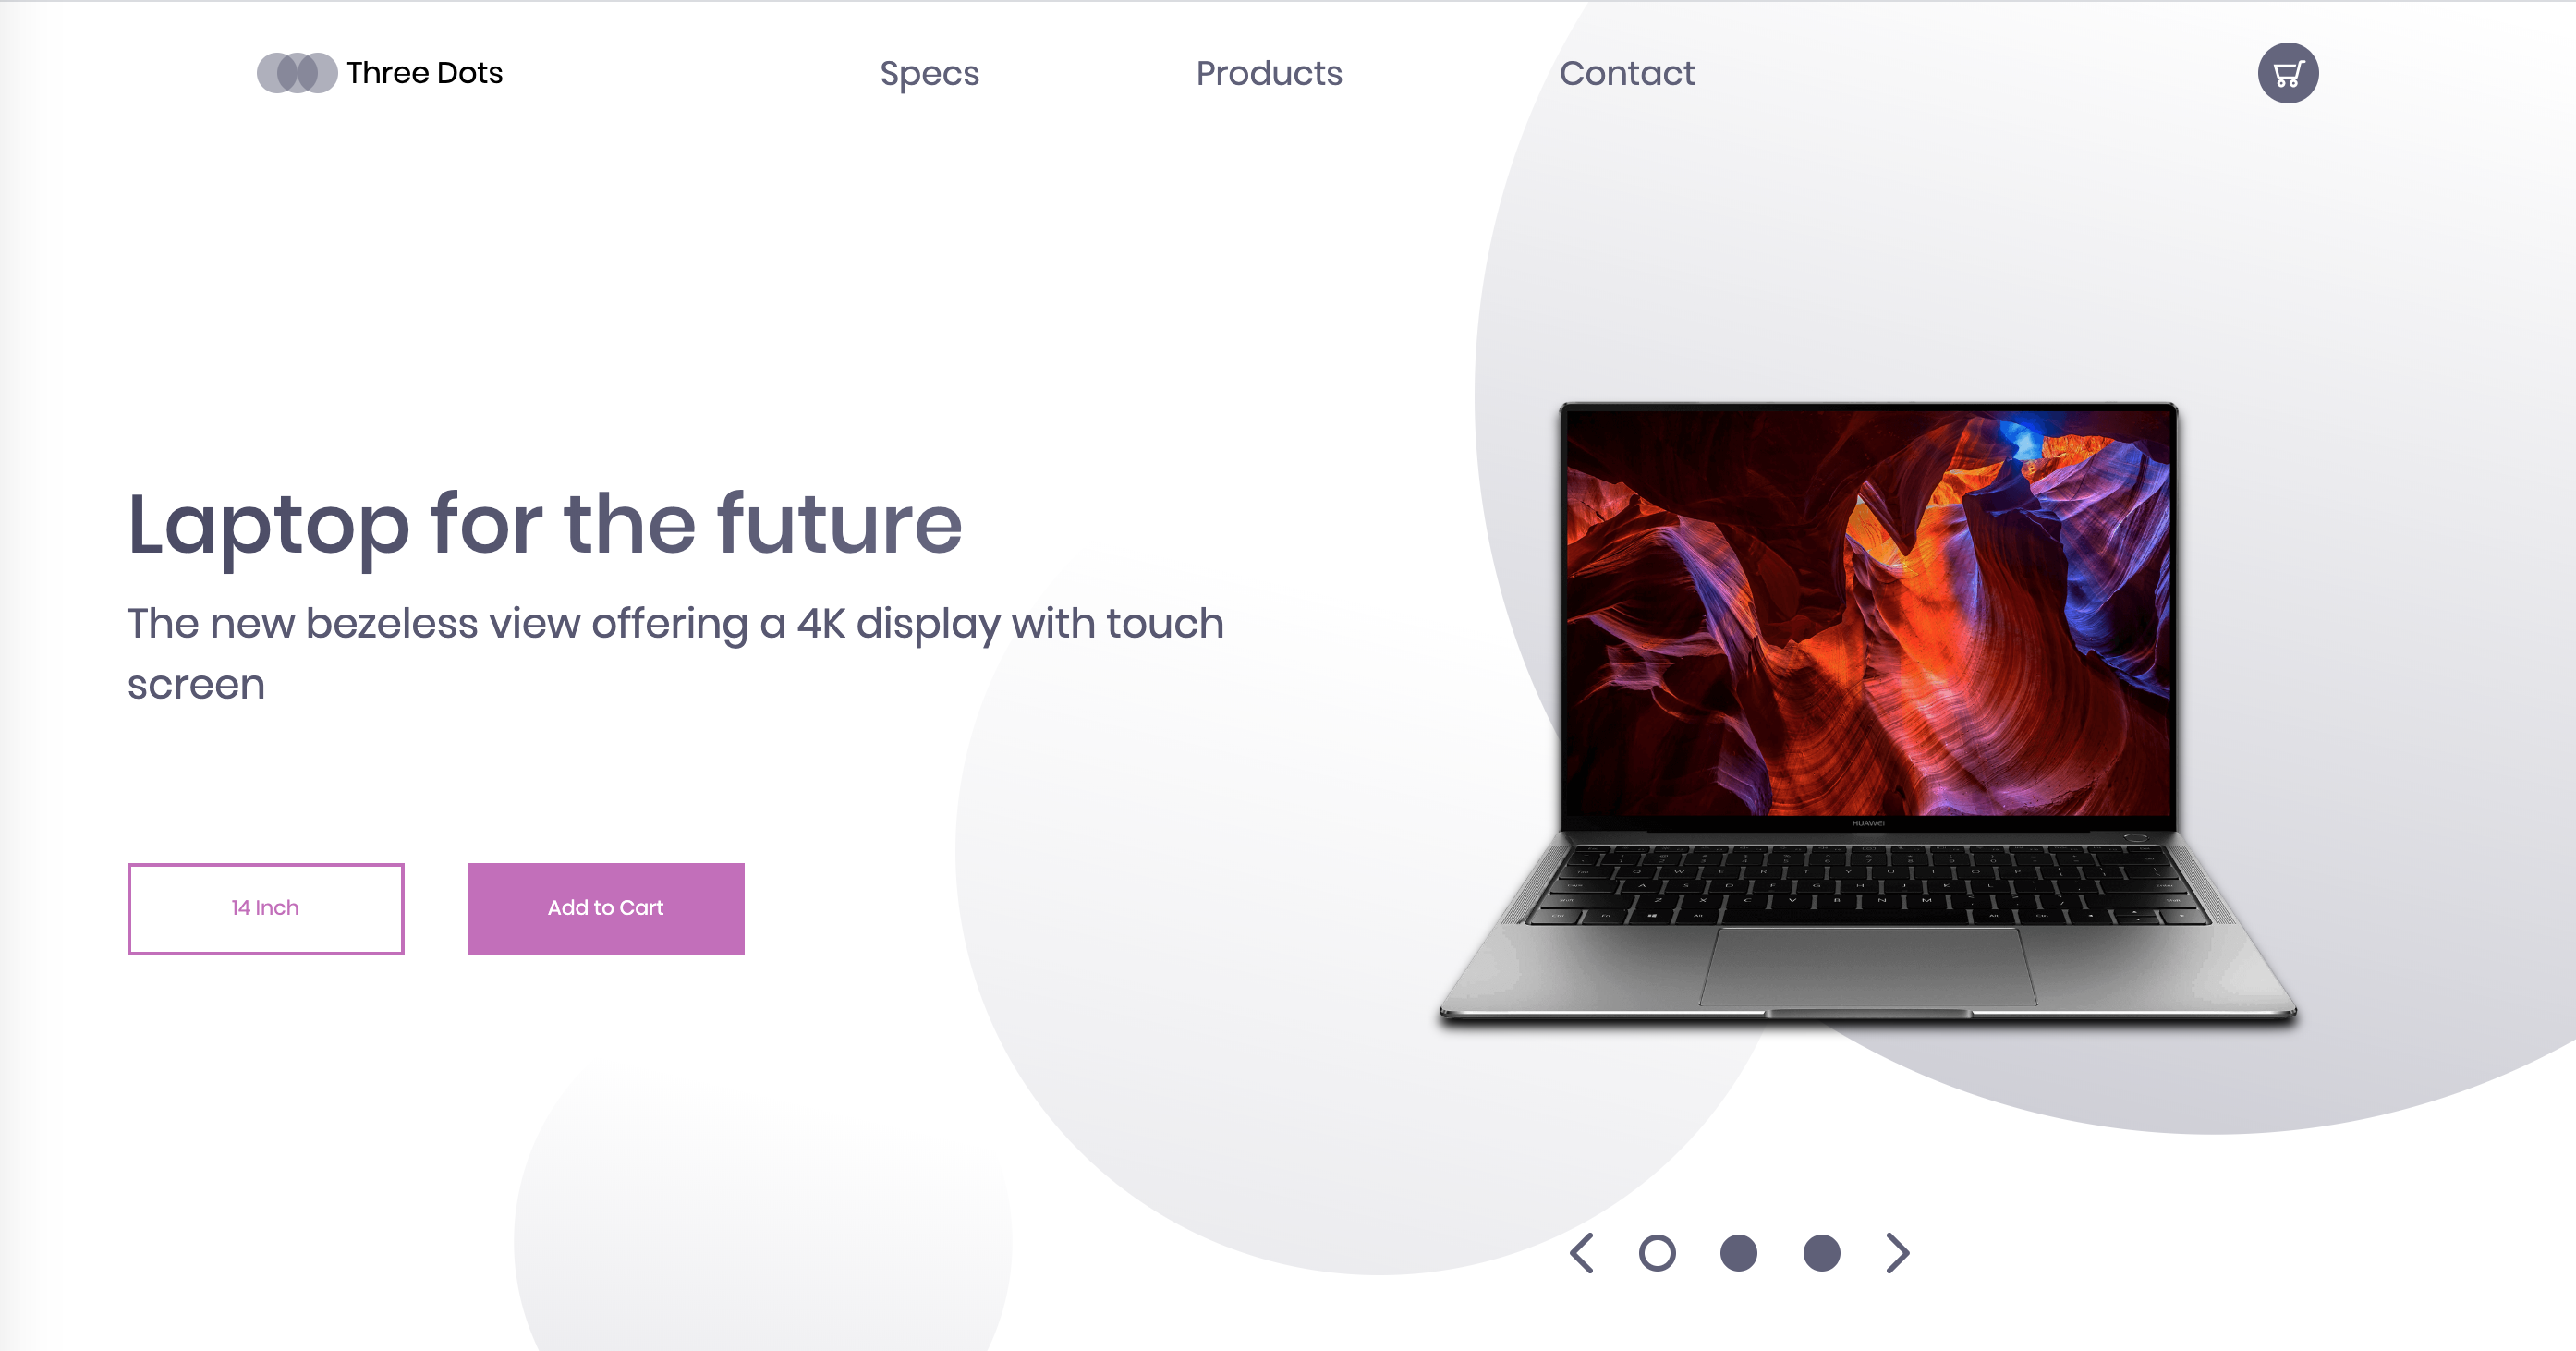 Three Dots
Specs
Products
Contact
Laptop for the future
The new bezeless view offering a 4K display with touch
screen
HUAWEI
14 Inch
Add to Cart